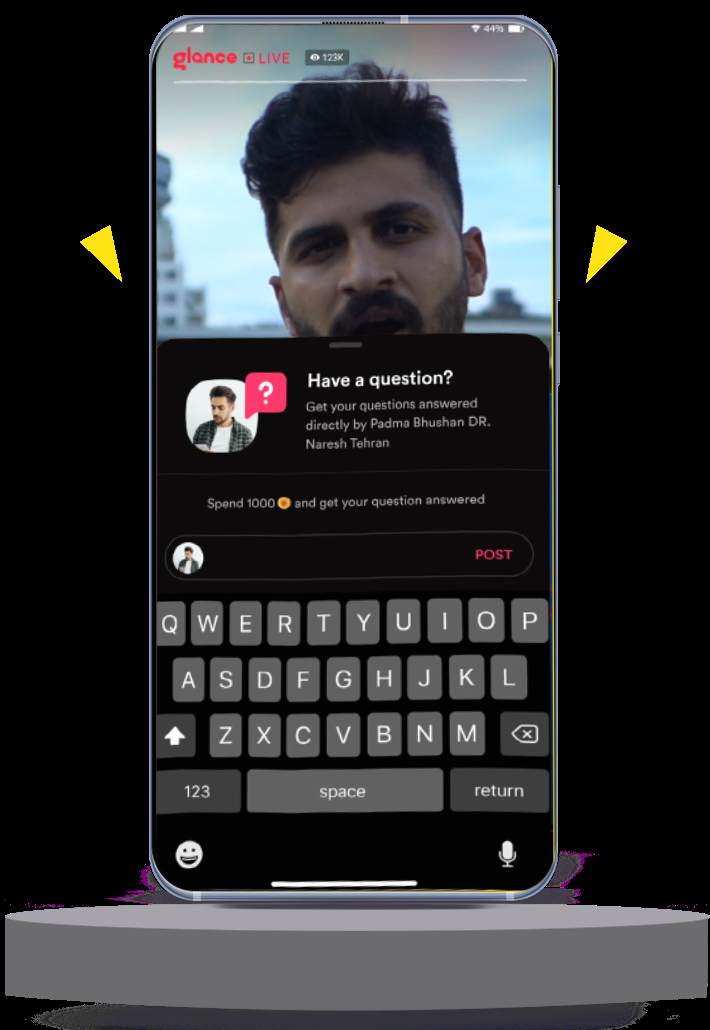 44%
glance LIVE 123K
Have a question?
Get your questions answered
directly by Padma Bhushan DR.
Naresh Tehran
Spend 1000 and get your question answered
POST
Q W E R T Y U I O P
A S D F G H J K L
Z X C V B N M
123 space return